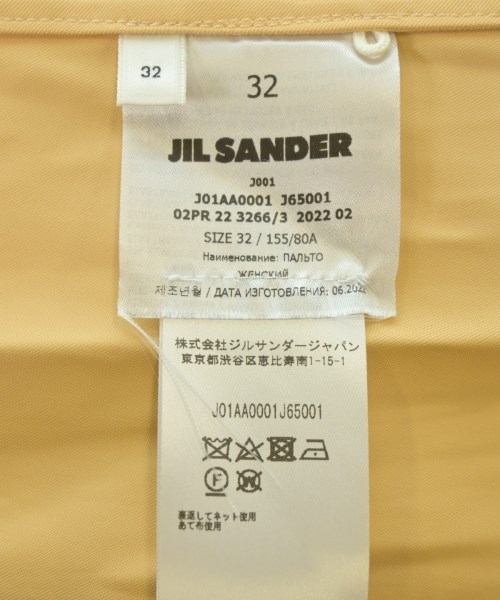 32
32
JIL SANDER
J001
J01AA0001 J65001
02PR 22 3266/3 2022 02
SIZE 32 / 155/80A
Наименование: ПАЛЬТО
ЖЕНСКИЙ
제조년월 / ДАТА ИЗГОТОВЛЕНИЯ: 06.202
株式会社ジルサンダージャパン
東京都渋谷区恵比寿南1-15-1
J01AA0001J65001
F W
裏返してネット使用
あて布使用